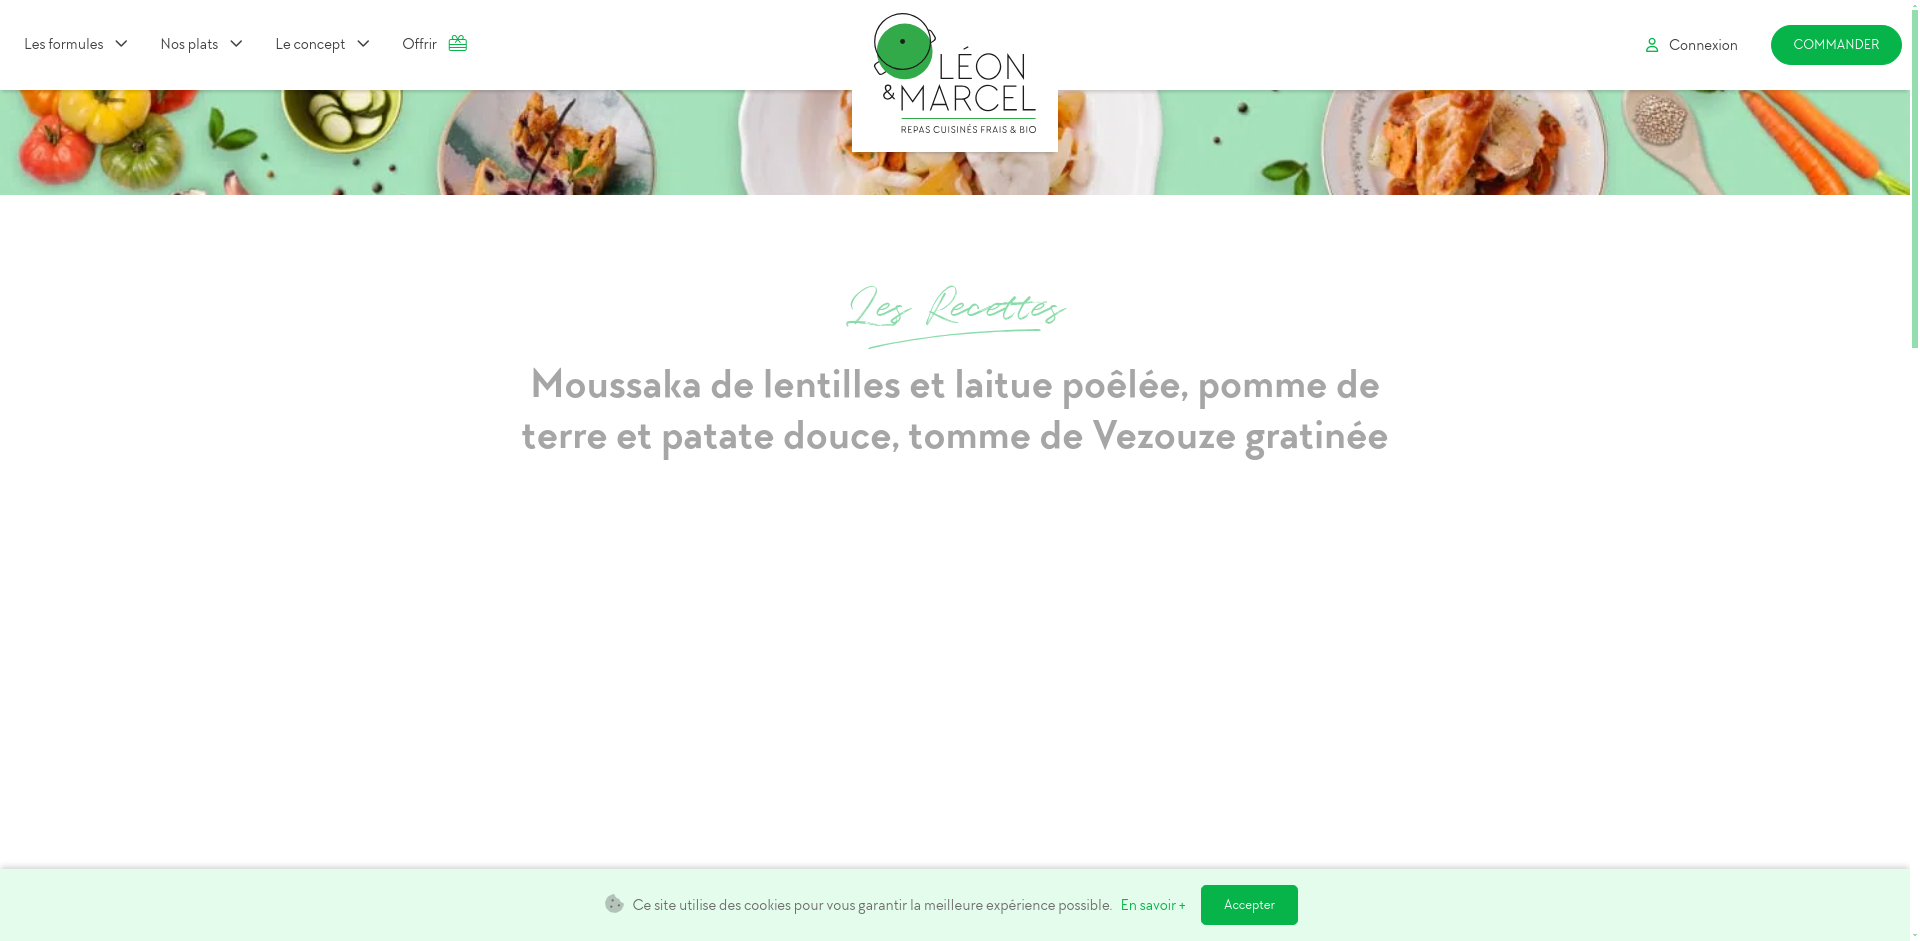 Les formules
Nos plats
Le concept
Offrir
LÉON
& MARCEL
REPAS CUISINÉS FRAIS & BIO
Connexion
COMMANDER
Les Recettes
Moussaka de lentilles et laitue poêlée, pomme de
terre et patate douce, tomme de Vezouze gratinée
Ce site utilise des cookies pour vous garantir la meilleure expérience possible. En savoir + Accepter